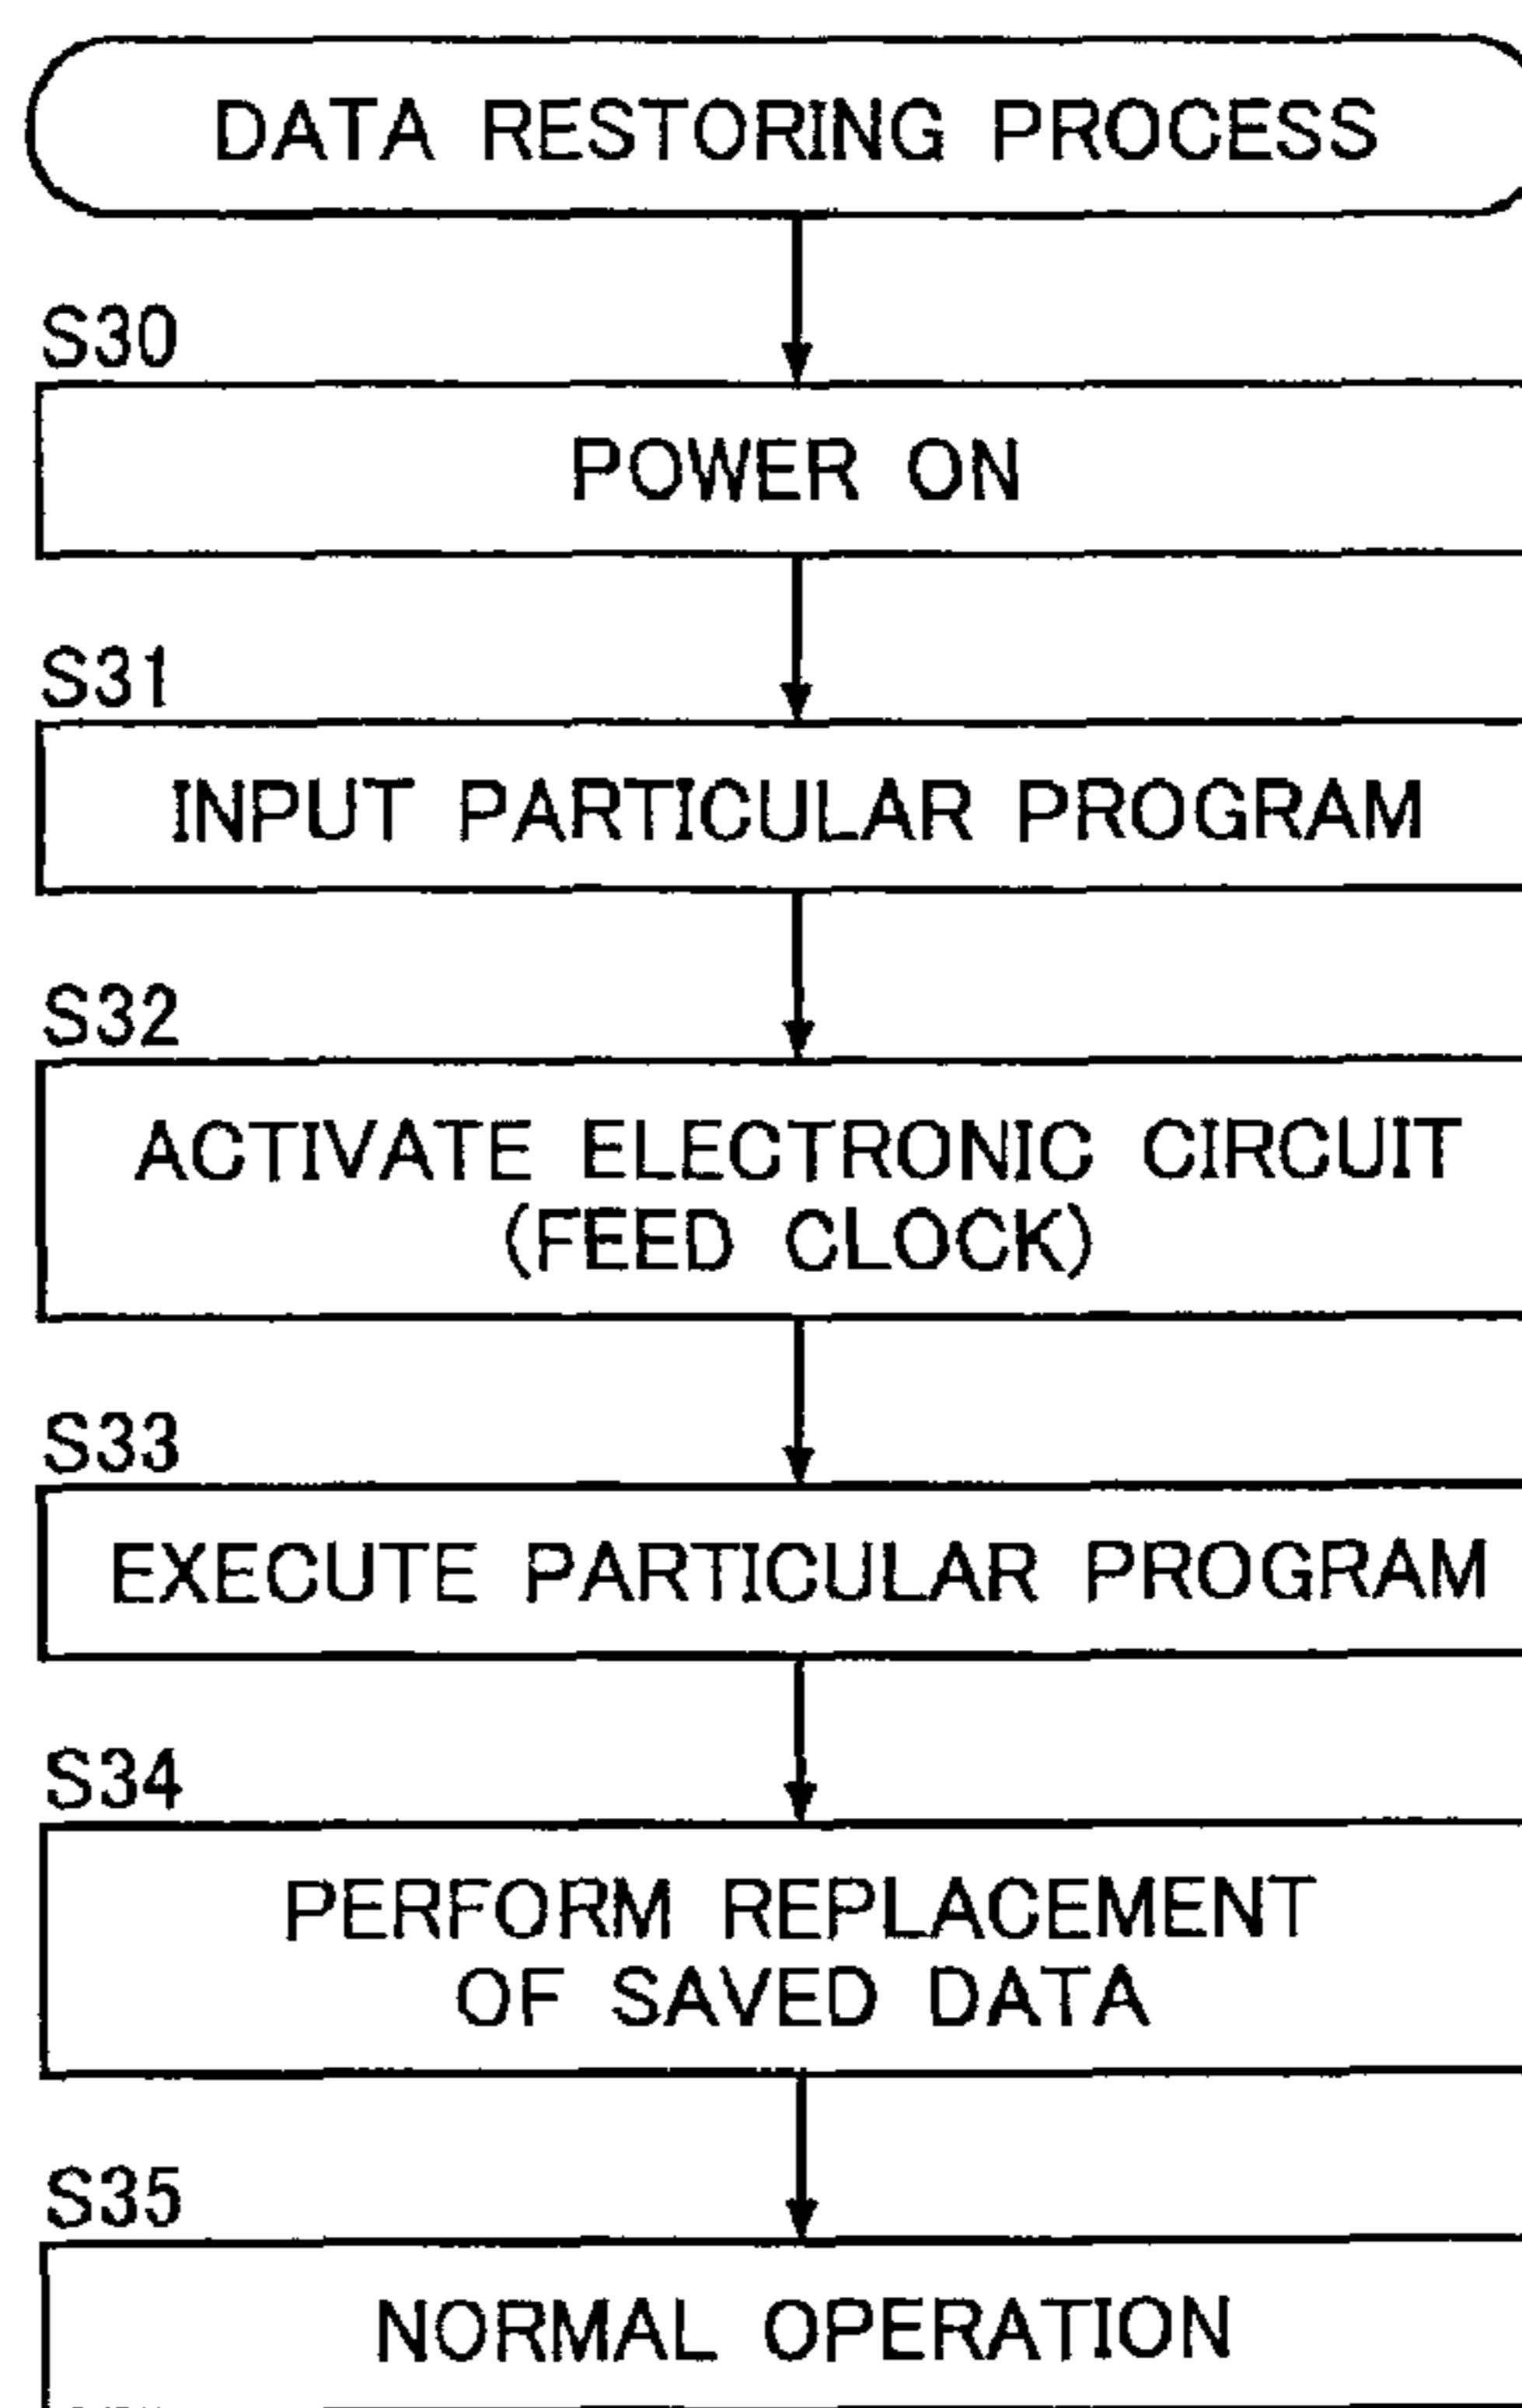 DATA RESTORING PROCESS
S30
POWER ON
S31
INPUT PARTICULAR PROGRAM
S32
ACTIVATE ELECTRONIC CIRCUIT
(FEED CLOCK)
S33
EXECUTE PARTICULAR PROGRAM
S34
PERFORM REPLACEMENT
OF SAVED DATA
S35
NORMAL OPERATION